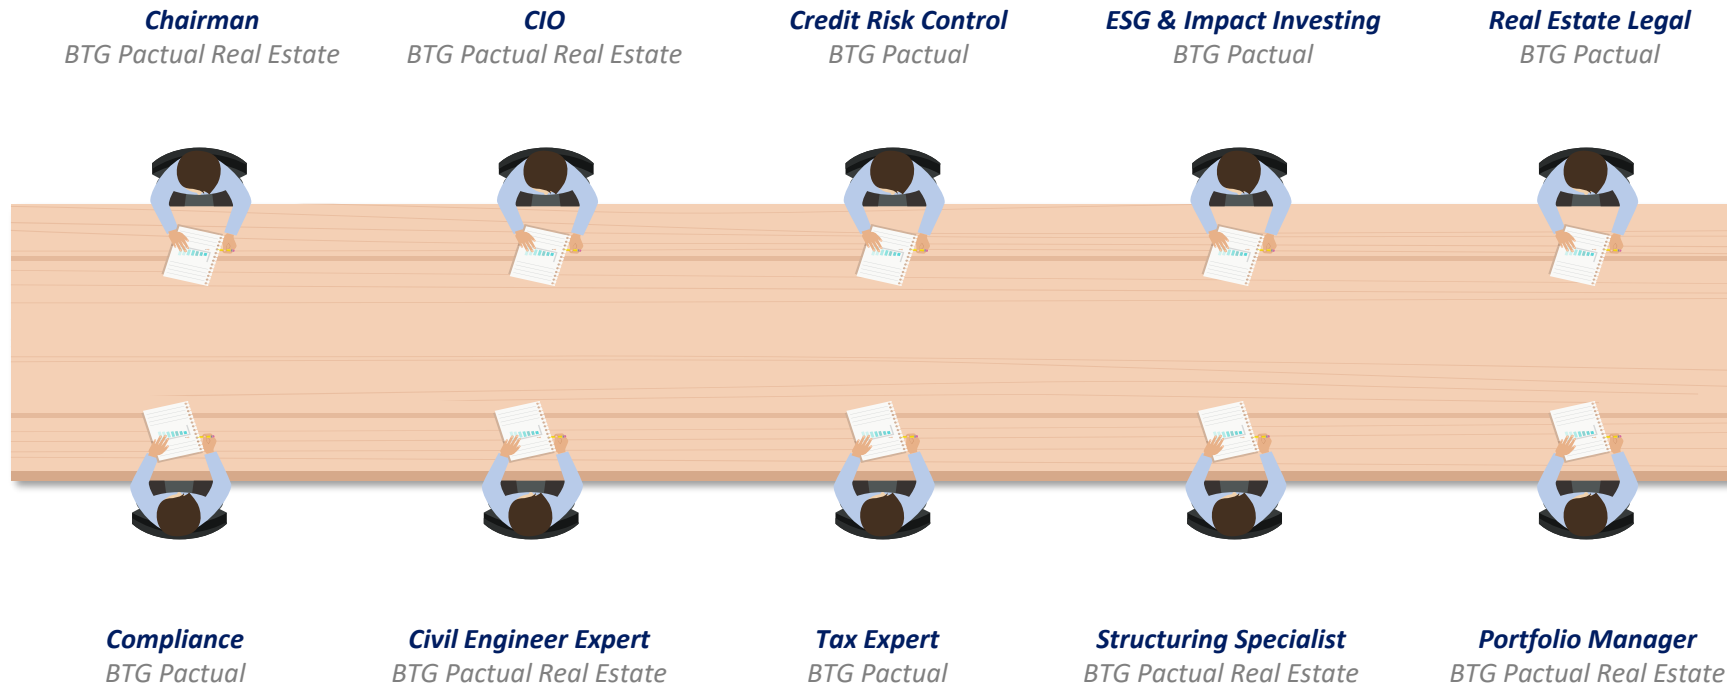 Chairman
BTG Pactual Real Estate
CIO
BTG Pactual Real Estate
Credit Risk Control
BTG Pactual
ESG & Impact Investing
BTG Pactual
Real Estate Legal
BTG Pactual
Compliance
BTG Pactual
Civil Engineer Expert
BTG Pactual Real Estate
Tax Expert
BTG Pactual
Structuring Specialist
BTG Pactual Real Estate
Portfolio Manager
BTG Pactual Real Estate